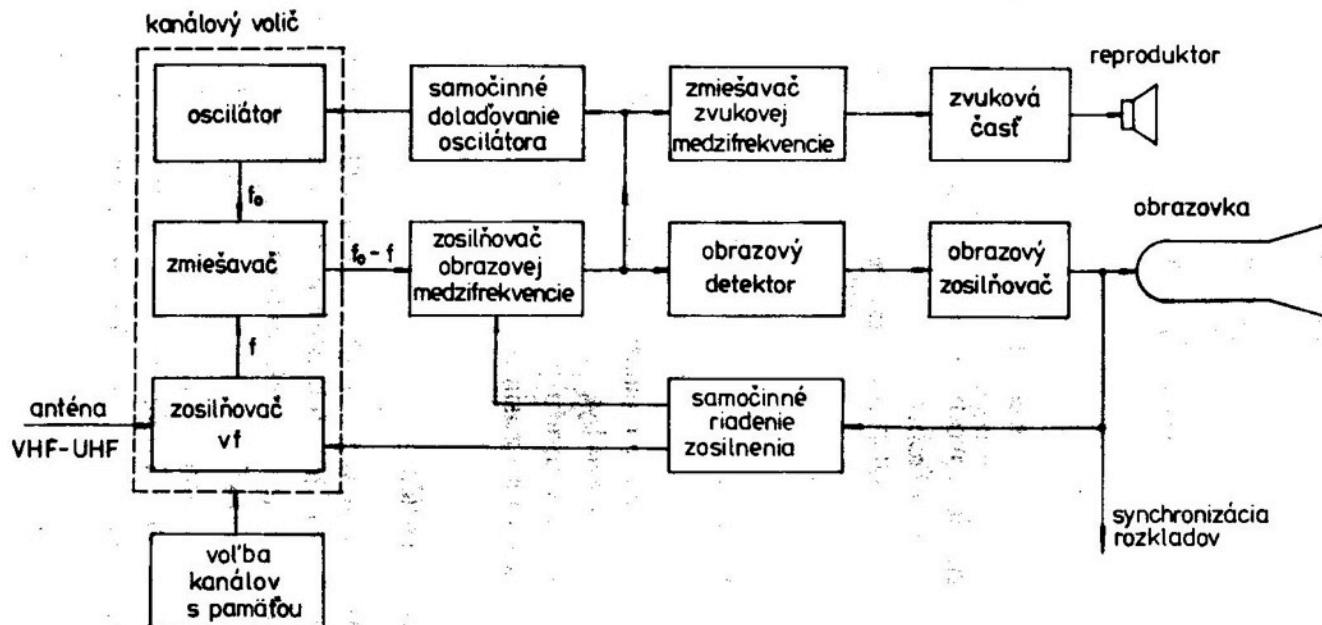 kanálový volič
oscilátor
samočinné
dolaďovanie
oscilátora
zmiešavač
zvukovej
medzifrekvencie
zvuková
časť
reproduktor
f₀
zmiešavač
f₀ - f
zosilňovač
obrazovej
medzifrekvencie
obrazový
detektor
obrazový
zosilňovač
obrazovka
f
anténa
VHF-UHF
zosilňovač
vf
samočinné
riadenie
zosilnenia
synchronizácia
rozkladov
voľba
kanálov
s pamäťou